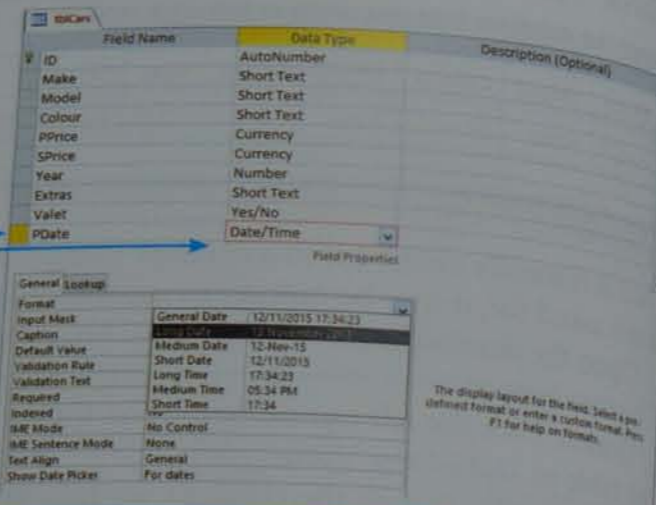 tblCars
Field Name Data Type Description (Optional)
ID AutoNumber
Make Short Text
Model Short Text
Colour Short Text
PPrice Currency
SPrice Currency
Year Number
Extras Short Text
Valet Yes/No
PDate Date/Time
Field Properties
General Lookup
Format
Input Mask General Date 12/11/2015 17:34:23
Caption Long Date 12 November 2015
Default Value Medium Date 12-Nov-15
Validation Rule Short Date 12/11/2015
Validation Text Long Time 17:34:23
Required Medium Time 05:34 PM
Indexed Short Time 17:34
IME Mode No Control
IME Sentence Mode None
Text Align General
Show Date Picker For dates
The display layout for the field. Select a pre-
defined format or enter a custom format. Press
F1 for help on formats.